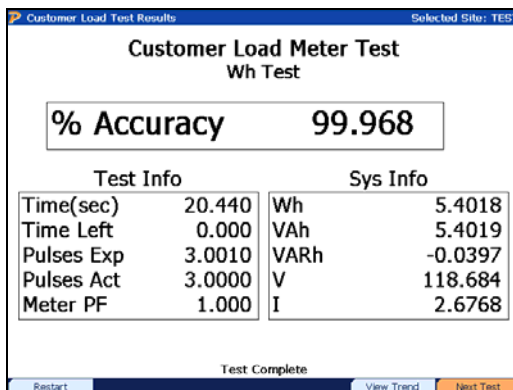 Customer Load Test Results Selected Site: TES
Customer Load Meter Test
Wh Test
% Accuracy 99.968
Test Info Sys Info
Time(sec) 20.440 Wh 5.4018
Time Left 0.000 VAh 5.4019
Pulses Exp 3.0010 VARh -0.0397
Pulses Act 3.0000 V 118.684
Meter PF 1.000 I 2.6768
Test Complete
Restart View Trend Next Test